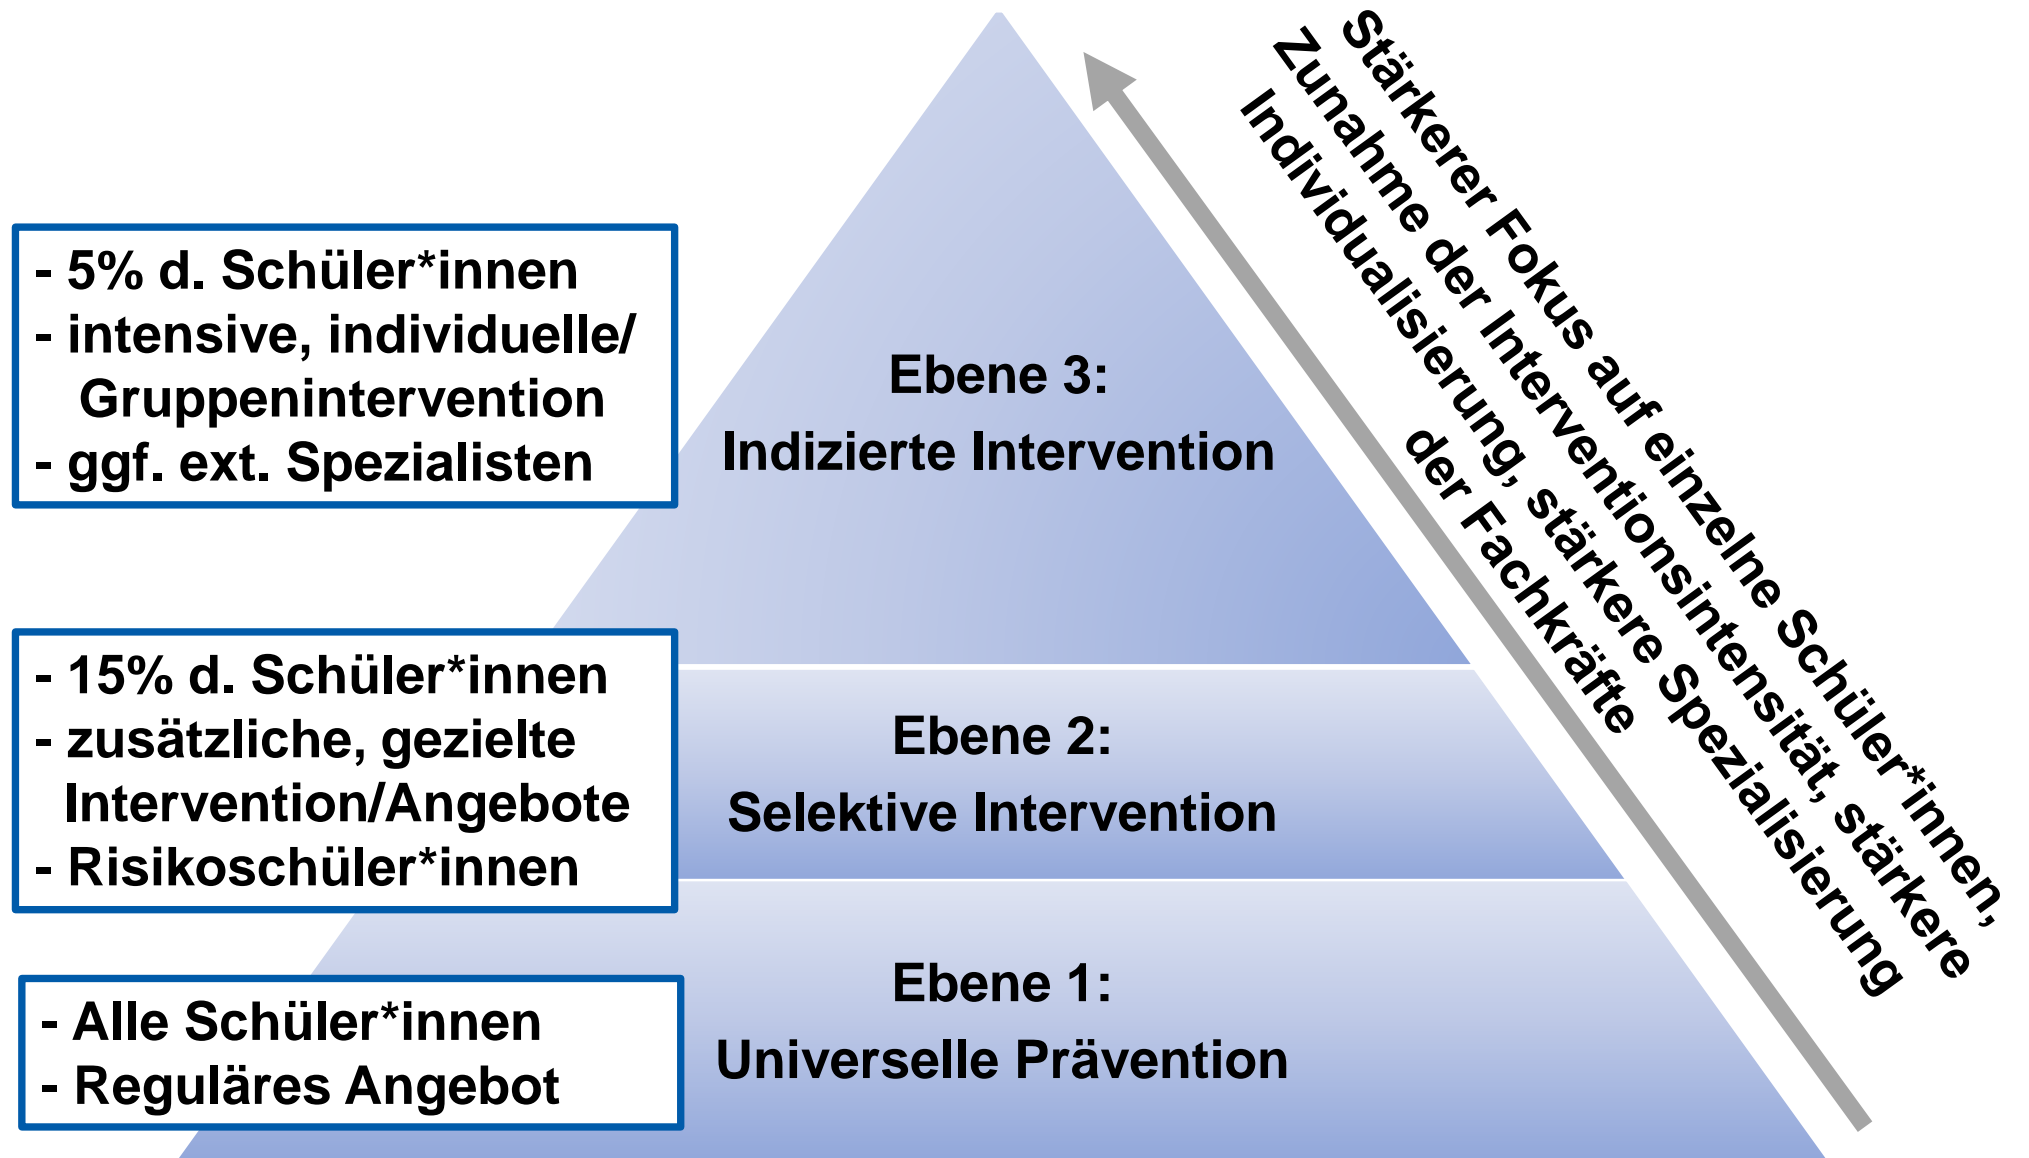 - 5% d. Schüler*innen
- intensive, individuelle/
Gruppenintervention
- ggf. ext. Spezialisten
Ebene 3:
Indizierte Intervention
- 15% d. Schüler*innen
- zusätzliche, gezielte
Intervention/Angebote
- Risikoschüler*innen
Ebene 2:
Selektive Intervention
- Alle Schüler*innen
- Reguläres Angebot
Ebene 1:
Universelle Prävention
Stärkerer Fokus auf einzelne Schüler*innen,
Zunahme der Interventionsintensität, stärkere
Individualisierung, stärkere Spezialisierung
der Fachkräfte